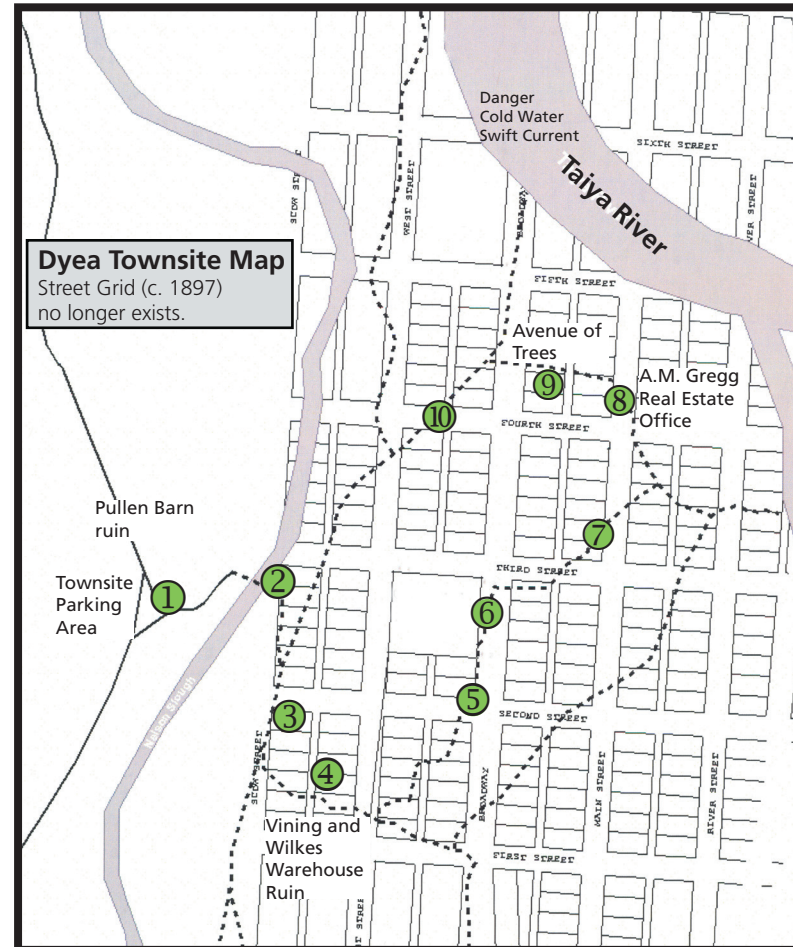 Danger
Cold Water
Swift Current
SIXTH STREET
Taiya River
WEST STREET
BROADWAY
Dyea Townsite Map
Street Grid (c. 1897)
no longer exists.
FIFTH STREET
Avenue of
Trees
9
8
A.M. Gregg
Real Estate
Office
10
FOURTH STREET
Pullen Barn
ruin
7
Townsite
Parking
Area
1
2
THIRD STREET
6
5
Nelson Slough
3
SECOND STREET
4
BROADWAY
MAIN STREET
RIVER STREET
Vining and
Wilkes
Warehouse
Ruin
FIRST STREET